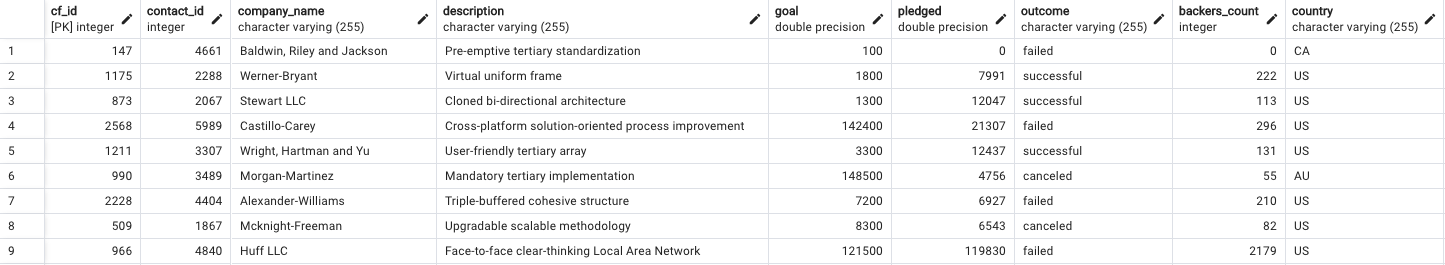 cf_id contact_id company_name description goal pledged outcome backers_count country
[PK] integer integer character varying (255) character varying (255) double precision double precision character varying (255) integer character varying (255)
1 147 4661 Baldwin, Riley and Jackson Pre-emptive tertiary standardization 100 0 failed 0 CA
2 1175 2288 Werner-Bryant Virtual uniform frame 1800 7991 successful 222 US
3 873 2067 Stewart LLC Cloned bi-directional architecture 1300 12047 successful 113 US
4 2568 5989 Castillo-Carey Cross-platform solution-oriented process improvement 142400 21307 failed 296 US
5 1211 3307 Wright, Hartman and Yu User-friendly tertiary array 3300 12437 successful 131 US
6 990 3489 Morgan-Martinez Mandatory tertiary implementation 148500 4756 canceled 55 AU
7 2228 4404 Alexander-Williams Triple-buffered cohesive structure 7200 6927 failed 210 US
8 509 1867 Mcknight-Freeman Upgradable scalable methodology 8300 6543 canceled 82 US
9 966 4840 Huff LLC Face-to-face clear-thinking Local Area Network 121500 119830 failed 2179 US